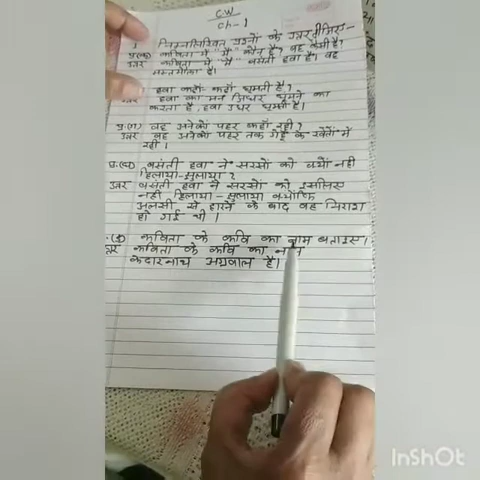 C.W
Ch-1
1 निम्नलिखित प्रश्नों के उत्तर दीजिए:-
प्र(क) कविता में "मैं" कौन है? वह कैसी है?
उत्तर कविता में "मैं" बसंती हवा है। वह
मस्तमौला है।
हवा कहाँ-कहाँ घूमती है?
उत्तर हवा का मन जिधर घूमने का
करता है, हवा उधर घूमती है।
प्र.(ग) वह अनेकों पहर कहाँ रही?
उत्तर वह अनेकों पहर तक गेहूँ के खेतों में
रही।
प्र.(घ) बसंती हवा ने सरसों को क्यों नही
हिलाया-झुलाया?
उत्तर बसंती हवा ने सरसों को इसलिए
नही हिलाया-झुलाया क्योंकि
अलसी से हारने के बाद वह निराश
हो गई थी।
(ङ) कविता के कवि का नाम बताइए।
त्तर कविता के कवि का नाम
केदारनाथ अग्रवाल है।
InShOt